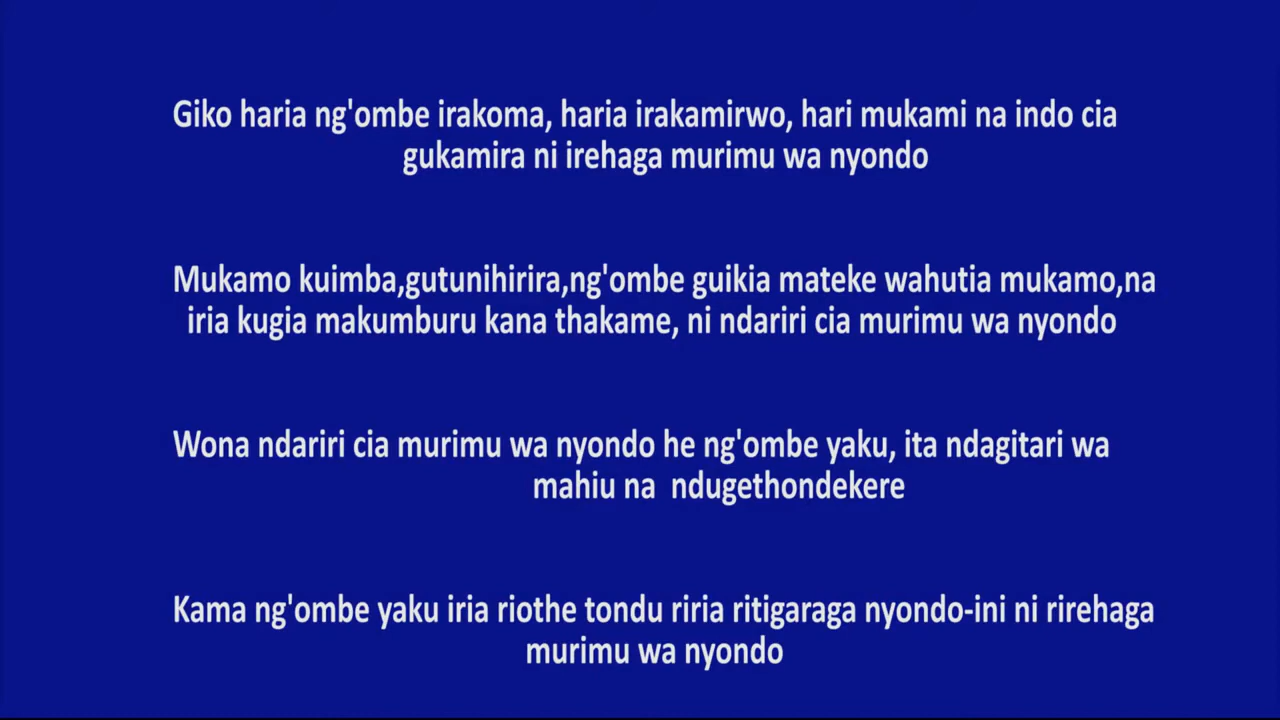 Giko haria ng'ombe irakoma, haria irakamirwo, hari mukami na indo cia
gukamira ni irehaga murimu wa nyondo
Mukamo kuimba,gutunihirira,ng'ombe guikia mateke wahutia mukamo,na
iria kugia makumburu kana thakame, ni ndariri cia murimu wa nyondo
Wona ndariri cia murimu wa nyondo he ng'ombe yaku, ita ndagitari wa
mahiu na  ndugethondekere
Kama ng'ombe yaku iria riothe tondu riria ritigaraga nyondo-ini ni rirehaga
murimu wa nyondo